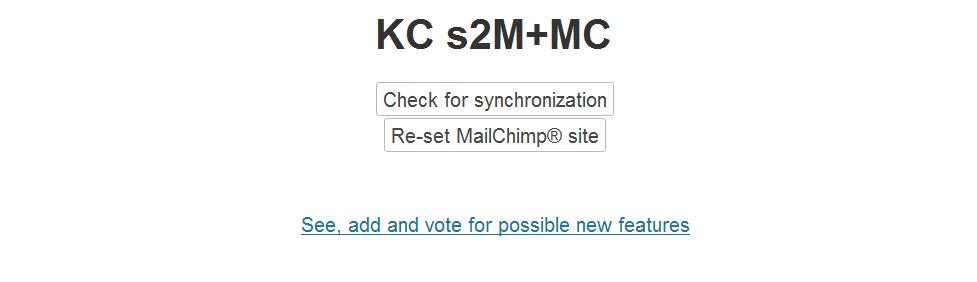 KC s2M+MC
Check for synchronization
Re-set MailChimp® site
See, add and vote for possible new features